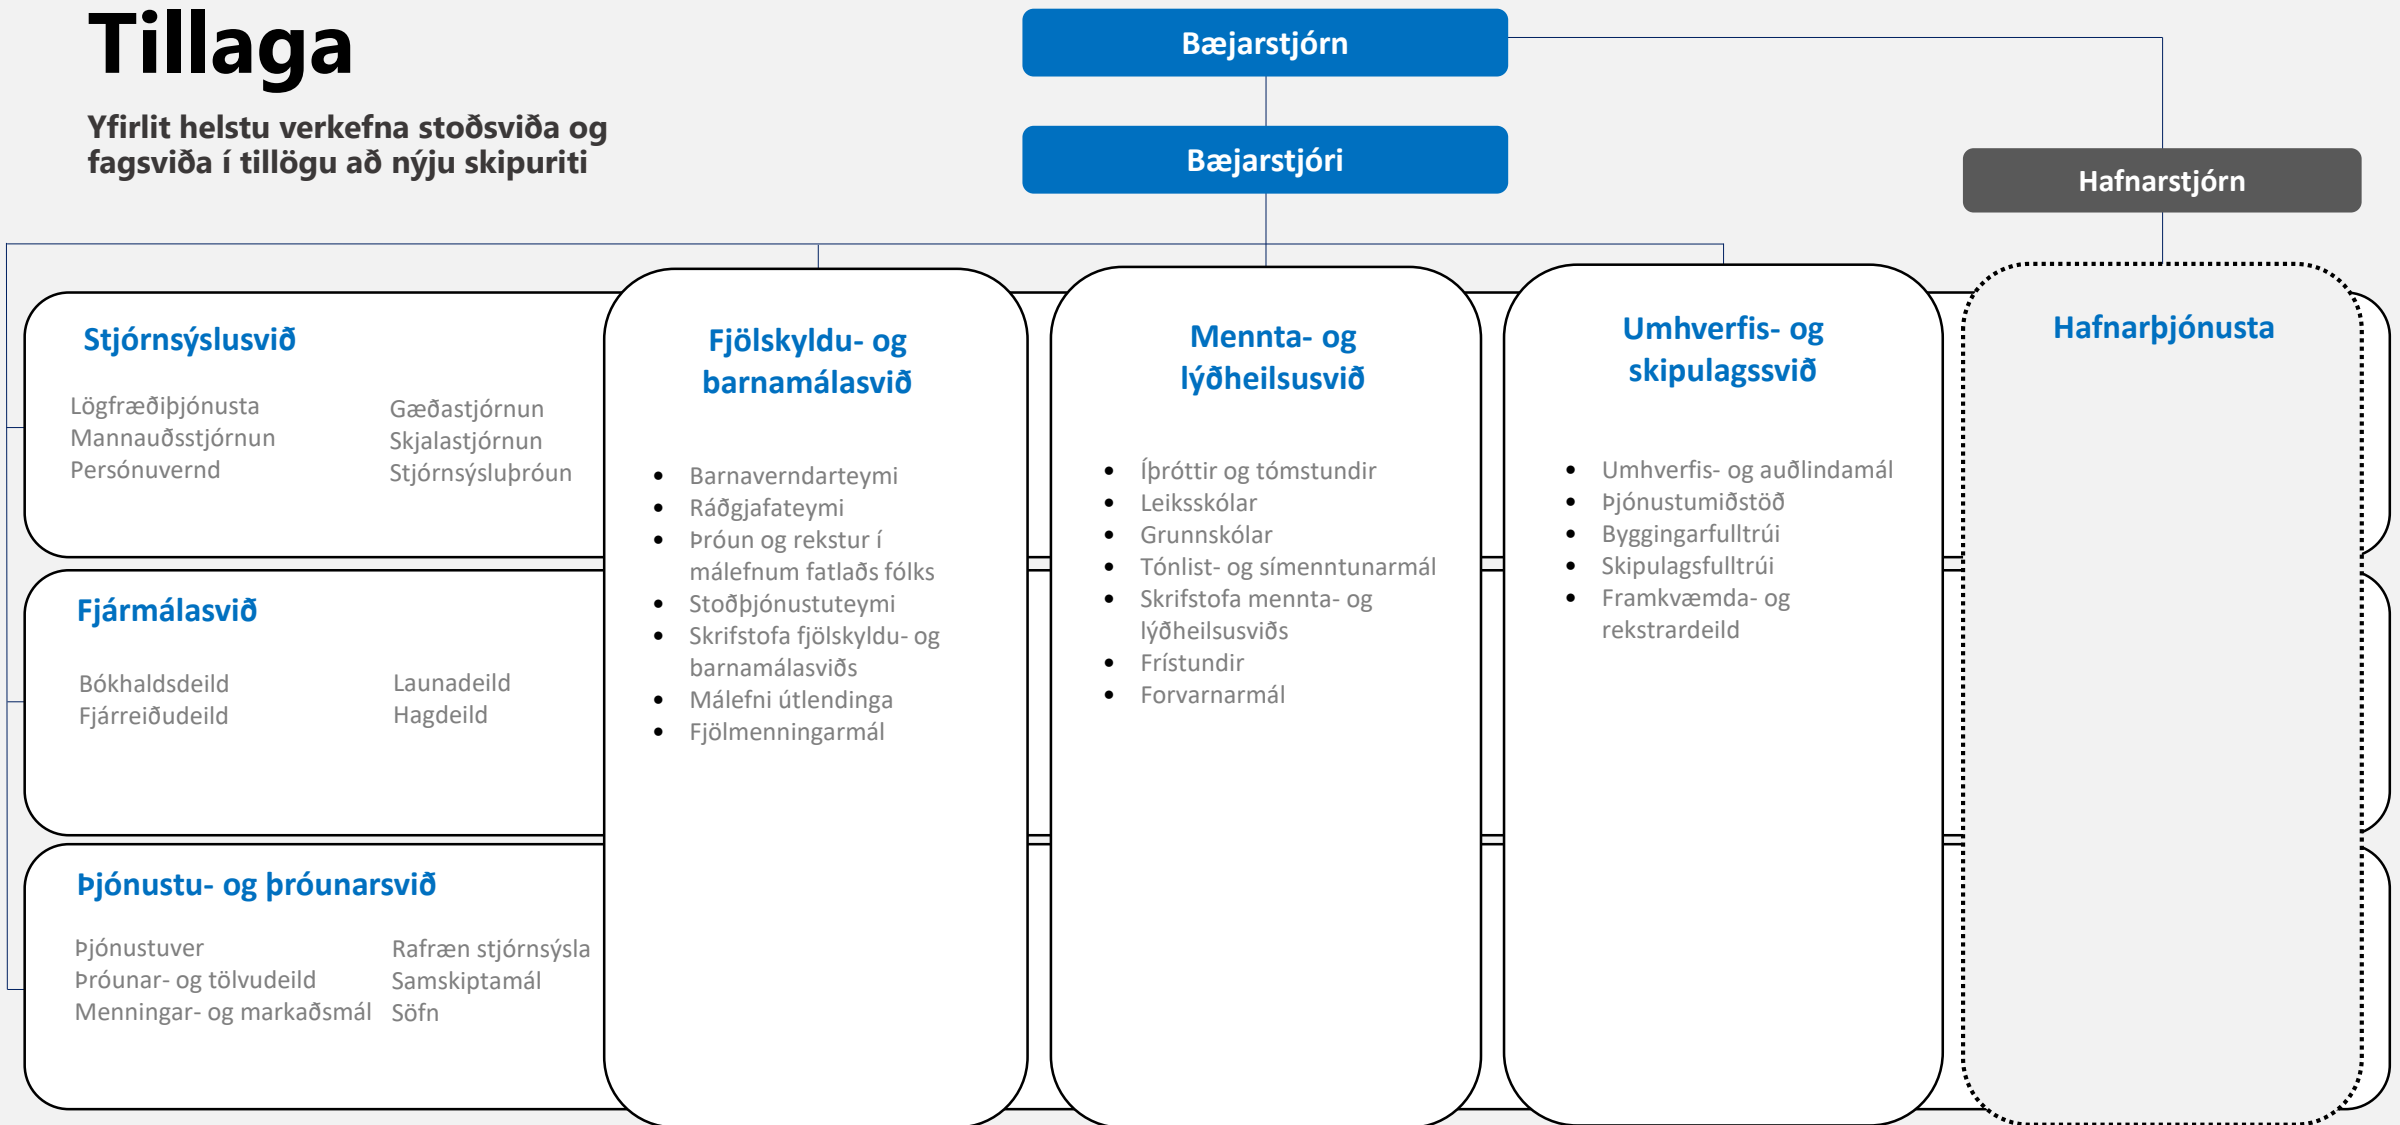 Tillaga
Yfirlit helstu verkefna stoðsviða og
fagsviða í tillögu að nýju skipuriti
Bæjarstjórn
Bæjarstjóri
Hafnarstjórn
Stjórnsýslusvið
Lögfræðiþjónusta
Mannauðsstjórnun
Persónuvernd
Gæðastjórnun
Skjalastjórnun
Stjórnsýsluþróun
Fjármálasvið
Bókhaldsdeild
Fjárreiðudeild
Launadeild
Hagdeild
Þjónustu- og þróunarsvið
Þjónustuver
Þróunar- og tölvudeild
Menningar- og markaðsmál
Rafræn stjórnsýsla
Samskiptamál
Söfn
Fjölskyldu- og
barnamálasvið
• Barnaverndarteymi
• Ráðgjafateymi
• Þróun og rekstur í
málefnum fatlaðs fólks
• Stoðþjónustuteymi
• Skrifstofa fjölskyldu- og
barnamálasviðs
• Málefni útlendinga
• Fjölmenningarmál
Mennta- og
lýðheilsusvið
• Íþróttir og tómstundir
• Leiksskólar
• Grunnskólar
• Tónlist- og símenntunarmál
• Skrifstofa mennta- og
lýðheilsusviðs
• Frístundir
• Forvarnarmál
Umhverfis- og
skipulagssvið
• Umhverfis- og auðlindamál
• Þjónustumiðstöð
• Byggingarfulltrúi
• Skipulagsfulltrúi
• Framkvæmda- og
rekstrardeild
Hafnarþjónusta